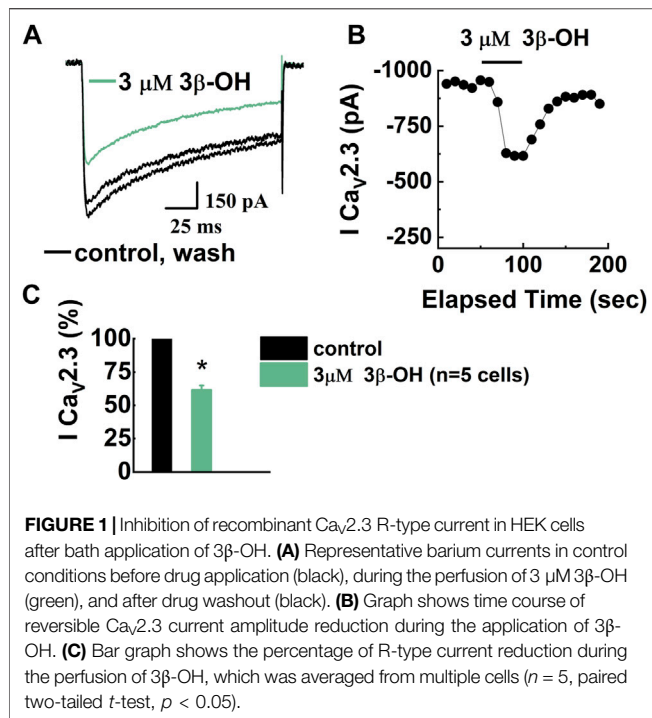 A
3 μM 3β-OH
150 pA
25 ms
control, wash
B
3 μM 3β-OH
I CaV2.3 (pA)
-1000
-750
-500
-250
0
100
200
Elapsed Time (sec)
C
I CaV2.3 (%)
100
75
50
25
0
*
control
3μM 3β-OH (n=5 cells)
FIGURE 1 | Inhibition of recombinant CaV2.3 R-type current in HEK cells
after bath application of 3β-OH. (A) Representative barium currents in control
conditions before drug application (black), during the perfusion of 3 μM 3β-OH
(green), and after drug washout (black). (B) Graph shows time course of
reversible CaV2.3 current amplitude reduction during the application of 3β-
OH. (C) Bar graph shows the percentage of R-type current reduction during
the perfusion of 3β-OH, which was averaged from multiple cells (n = 5, paired
two-tailed t-test, p < 0.05).